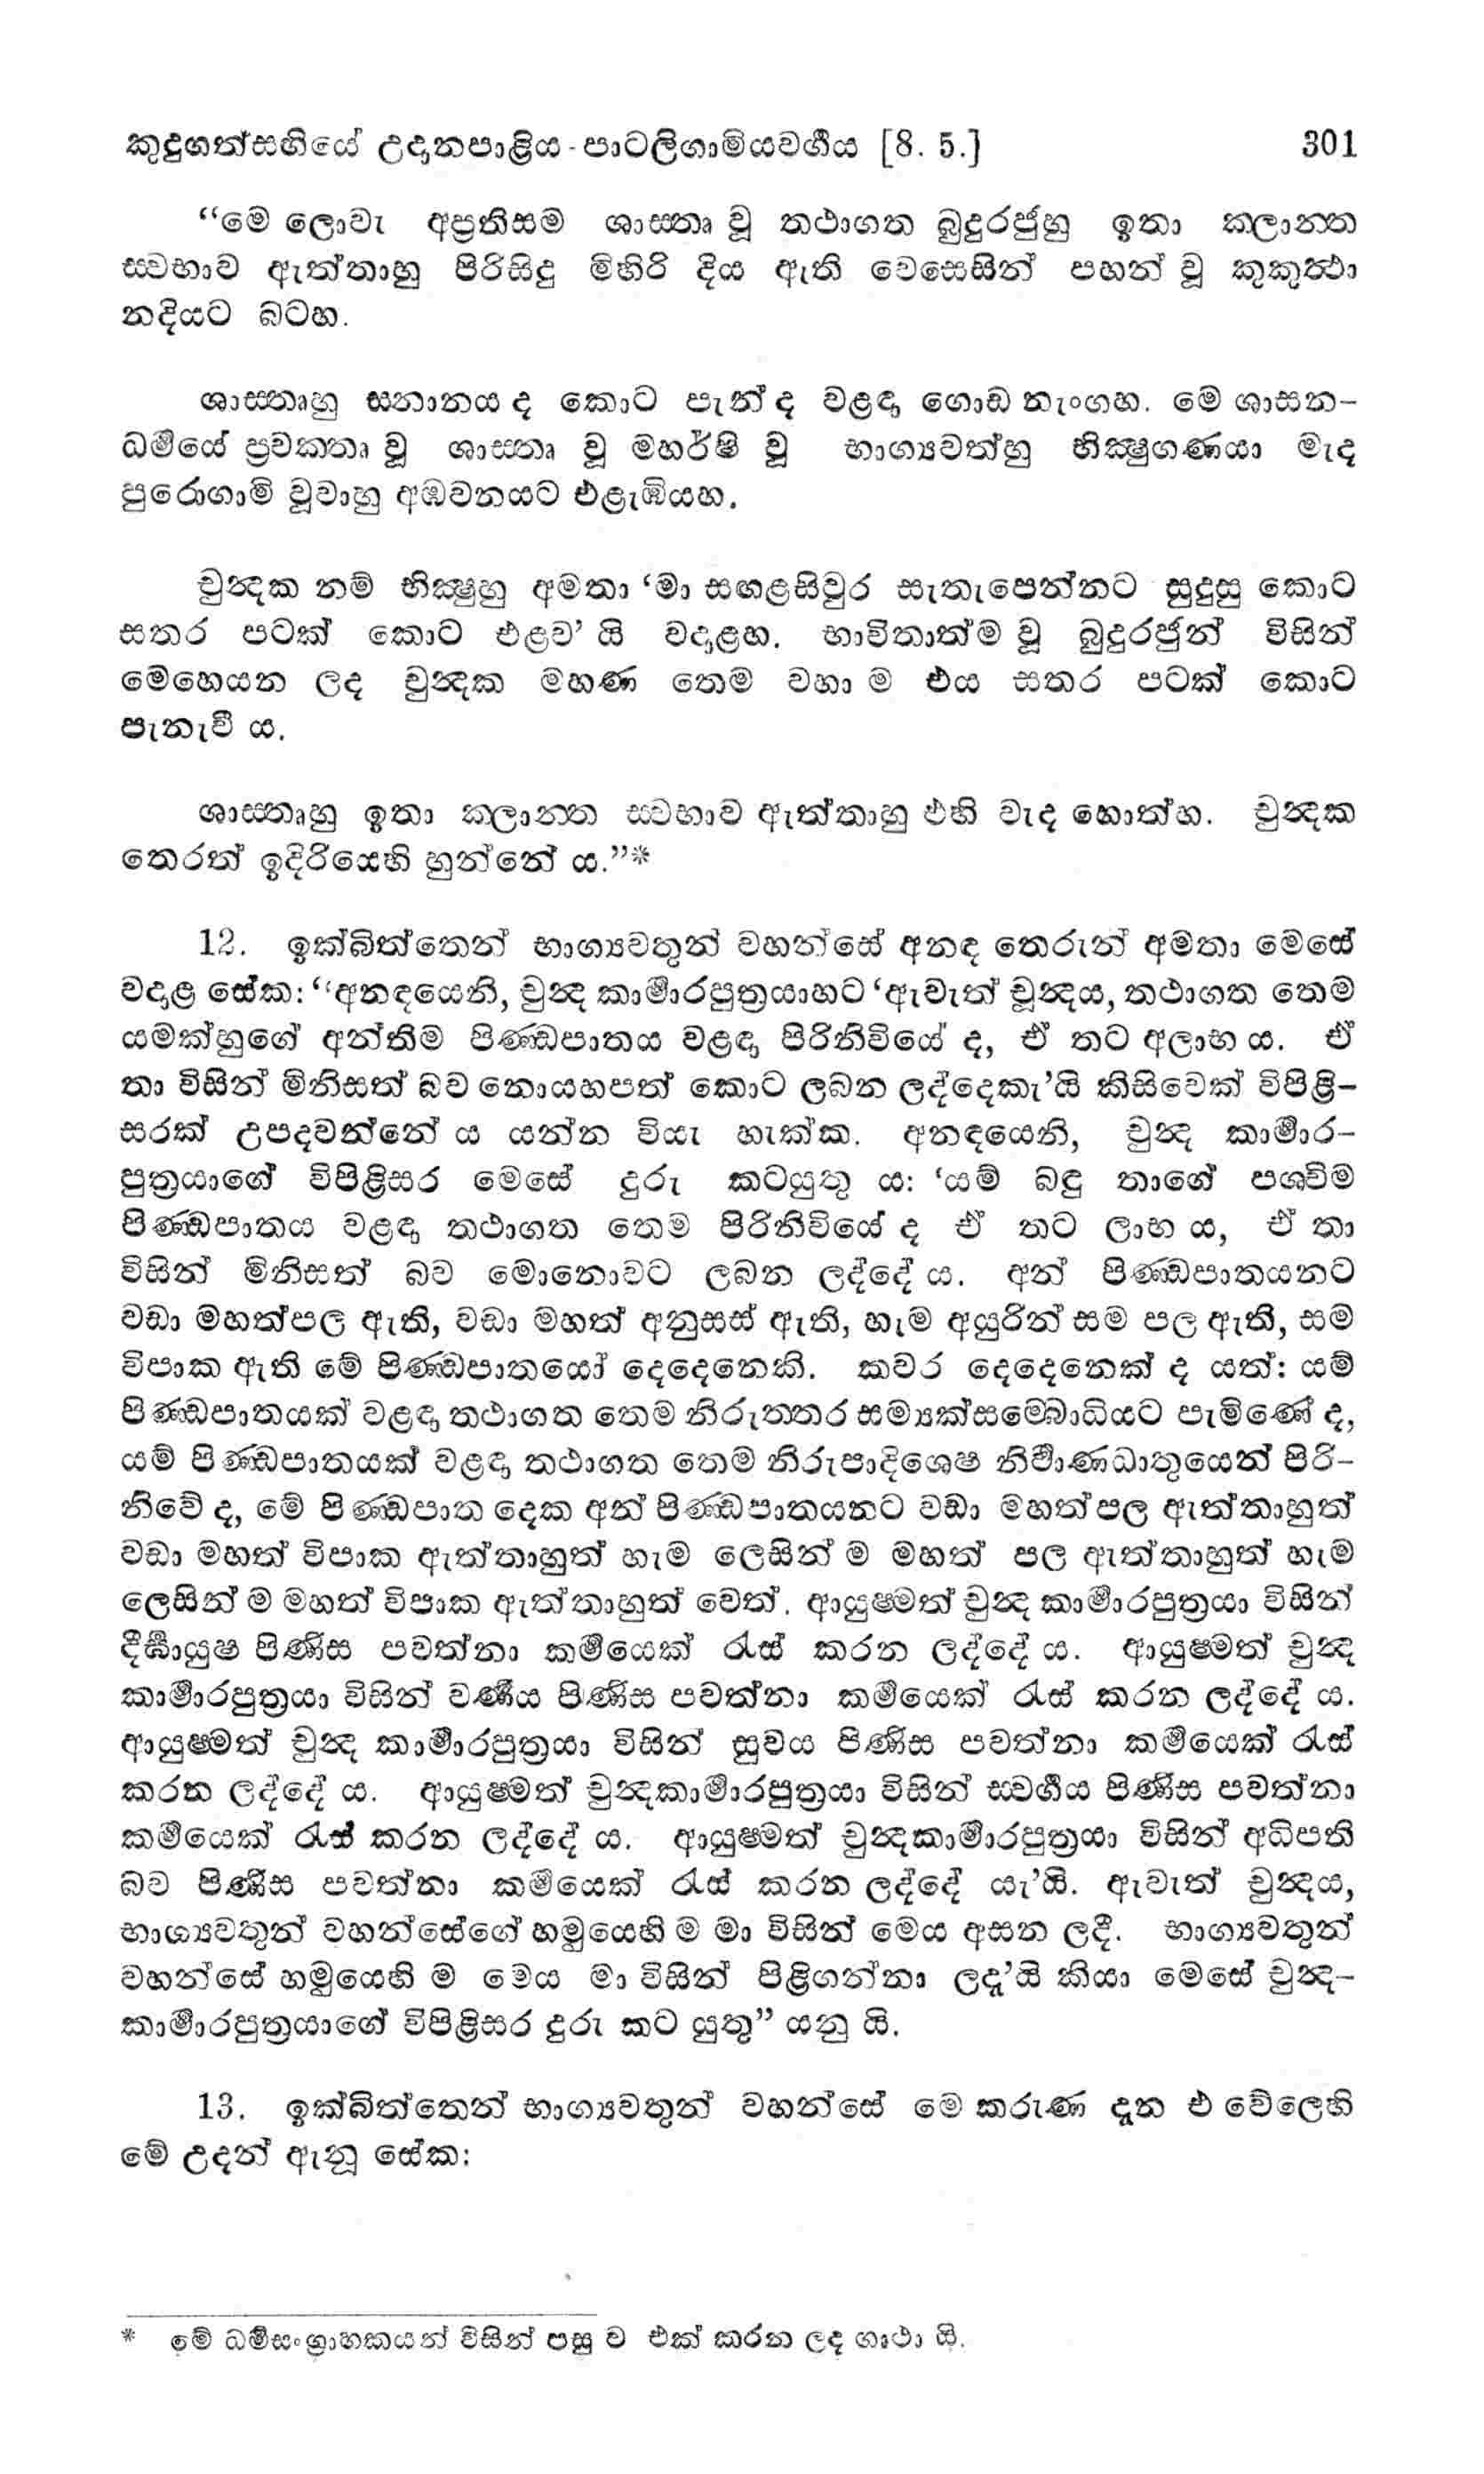 කුදුගත්සඟියේ උදනපාළිය - පාටලිගාමියවර්ගය [8. 5.] 301
“මෙ ලොවැ අප්‍රතිසම ශාස්තෘ වූ තථාගත බුදුරජුහු ඉතා ක්ලාන්ත
ස්වභාව ඇත්තාහු පිරිසිදු මිහිරි දිය ඇති වෙසෙසින් පහන් වූ කුකුත්ථා
නදියට බටහ.
ශාස්තෘහු ස්නානය ද කොට පැන් ද වළඳා ගොඩ නැංගහ. මේ ශාසන-
ධර්මයේ ප්‍රවක්තෘ වූ ශාස්තෘ වූ මහර්ෂි වූ භාග්‍යවත්හු භික්‍ෂුගණයා මැද
පුරොගාමි වූවාහු අඹවනයට එළැඹියහ.
චුන්දක නම් භික්‍ෂුහු අමතා ‘මා සඟළසිවුර සැතැපෙන්නට සුදුසු කොට
සතර පටක් කොට එළව’ යි වදාළහ. භාවිතාත්ම වූ බුදුරජුන් විසින්
මෙහෙයන ලද චුන්දක මහණ තෙම වහා ම එය සතර පටක් කොට
පැනැවී ය.
ශාස්තෘහු ඉතා ක්ලාන්ත ස්වභාව ඇත්තාහු එහි වැද හොත්හ. චුන්දක
තෙරත් ඉදිරියෙහි හුන්නේ ය.”*
12. ඉක්බිත්තෙන් භාග්‍යවතුන් වහන්සේ අනඳ තෙරුන් අමතා මෙසේ
වදාළ සේක: “අනඳයෙනි, චුන්ද කාර්මාරපුත්‍රයාහට ‘ඇවැත් චූන්දය, තථාගත තෙම
යමක්හුගේ අන්තිම පිණ්ඩපාතය වළඳා පිරිනිවියේ ද, ඒ තට අලාභ ය. ඒ
තා විසින් මිනිසත් බව නොයහපත් කොට ලබන ලද්දෙකැ’යි කිසිවෙක් විපිළි-
සරක් උපදවන්නේ ය යන්න වියැ හැක්ක. අනඳයෙනි, චුන්ද කාර්මාර-
පුත්‍රයාගේ විපිළිසර මෙසේ දුරු කටයුතු ය: ‘යම් බඳු තාගේ පශ්චිම
පිණ්ඩපාතය වළඳා තථාගත තෙම පිරිනිවියේ ද ඒ තට ලාභ ය, ඒ තා
විසින් මිනිසත් බව මොනොවට ලබන ලද්දේ ය. අන් පිණ්ඩපාතයනට
වඩා මහත්ඵල ඇති, වඩා මහත් අනුසස් ඇති, හැම අයුරින් සම පල ඇති, සම
විපාක ඇති මේ පිණ්ඩපාතයෝ දෙදෙනෙකි. කවර දෙදෙනෙක් ද යත්: යම්
පිණ්ඩපාතයක් වළඳා තථාගත තෙම නිරුත්තර සම්‍යක්සම්බොධියට පැමිණේ ද,
යම් පිණ්ඩපාතයක් වළඳා තථාගත තෙම නිරුපාදිශෙෂ නිර්වාණධාතුයෙන් පිරි-
නිවේ ද, මේ පිණ්ඩපාත දෙක අන් පිණ්ඩපාතයනට වඩා මහත් පල ඇත්තාහුත්
වඩා මහත් විපාක ඇත්තාහුත් හැම ලෙසින් ම මහත් පල ඇත්තාහුත් හැම
ලෙසින් ම මහත් විපාක ඇත්තාහුත් වෙත්. ආයුෂ්මත් චුන්ද කාර්මාරපුත්‍රයා විසින්
දීර්ඝායුෂ පිණිස පවත්නා කර්මයෙක් රැස් කරන ලද්දේ ය. ආයුෂ්මත් චුන්ද
කාර්මාරපුත්‍රයා විසින් වර්ණය පිණිස පවත්නා කර්මයෙක් රැස් කරන ලද්දේ ය.
ආයුෂ්මත් චුන්ද කාර්මාරපුත්‍රයා විසින් සුවය පිණිස පවත්නා කර්මයෙක් රැස්
කරන ලද්දේ ය. ආයුෂ්මත් චුන්දකාර්මාරපුත්‍රයා විසින් ස්වර්ගය පිණිස පවත්නා
කර්මයෙක් රැස් කරන ලද්දේ ය. ආයුෂ්මත් චුන්දකාර්මාරපුත්‍රයා විසින් අධිපති
බව පිණිස පවත්නා කර්මයෙක් රැස් කරන ලද්දේ යැ’යි. ඇවැත් චුන්දය,
භාග්‍යවතුන් වහන්සේගේ හමුයෙහි ම මා විසින් මෙය අසන ලදී. භාග්‍යවතුන්
වහන්සේ හමුයෙහි ම මෙය මා විසින් පිළිගන්නා ලදැ’යි කියා මෙසේ චුන්ද-
කාර්මාරපුත්‍රයාගේ විපිළිසර දුරු කට යුතු” යනු යි.
13. ඉක්බිත්තෙන් භාග්‍යවතුන් වහන්සේ මෙ කරුණ දැන එ වේලෙහි
මේ උදන් ඇනූ සේක:
* මේ ධර්මසංග්‍රාහකයන් විසින් පසු ව එක් කරන ලද ගාථා යි.